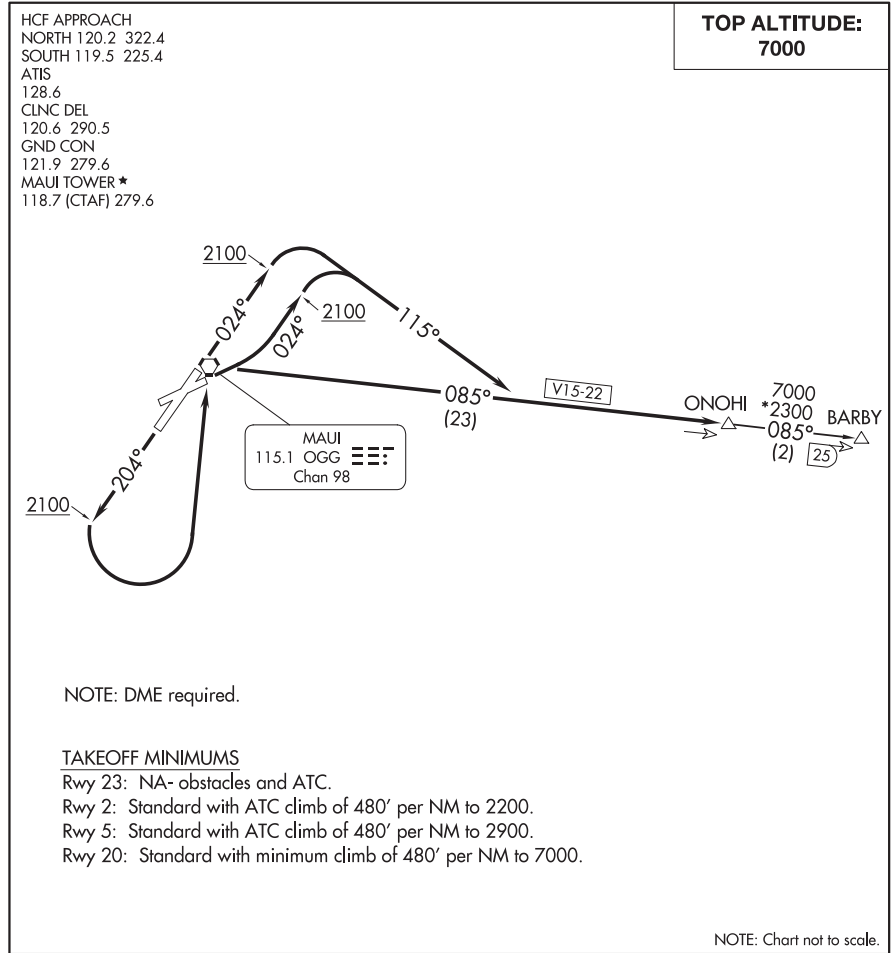 HCF APPROACH
NORTH 120.2 322.4
SOUTH 119.5 225.4
ATIS
128.6
CLNC DEL
120.6 290.5
GND CON
121.9 279.6
MAUI TOWER ★
118.7 (CTAF) 279.6
TOP ALTITUDE:
7000
2100
024°
2100
024°
115°
085°
(23)
V15-22
ONOHI
7000
*2300
085°
(2)
25
BARBY
MAUI
115.1 OGG
Chan 98
204°
2100
NOTE: DME required.
TAKEOFF MINIMUMS
Rwy 23: NA- obstacles and ATC.
Rwy 2: Standard with ATC climb of 480' per NM to 2200.
Rwy 5: Standard with ATC climb of 480' per NM to 2900.
Rwy 20: Standard with minimum climb of 480' per NM to 7000.
NOTE: Chart not to scale.